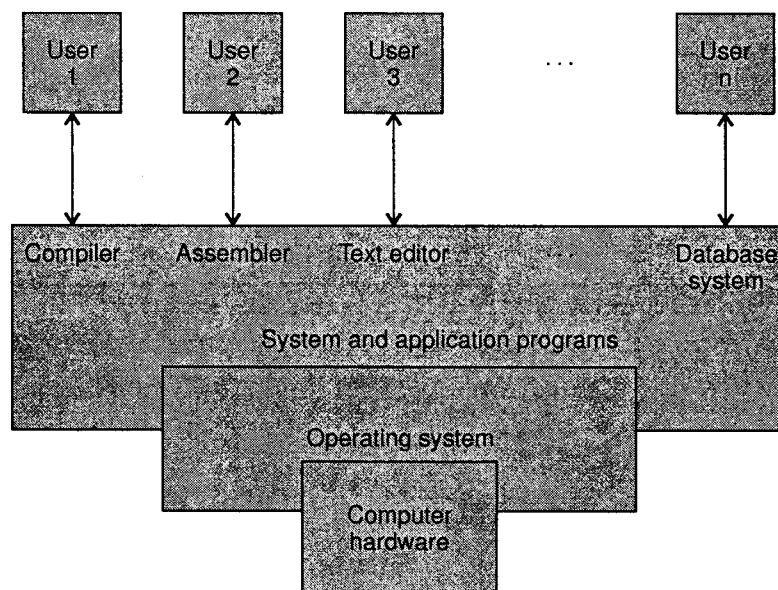 User
1
User
2
User
3
...
User
n
Compiler
Assembler
Text editor
...
Database
system
System and application programs
Operating system
Computer
hardware